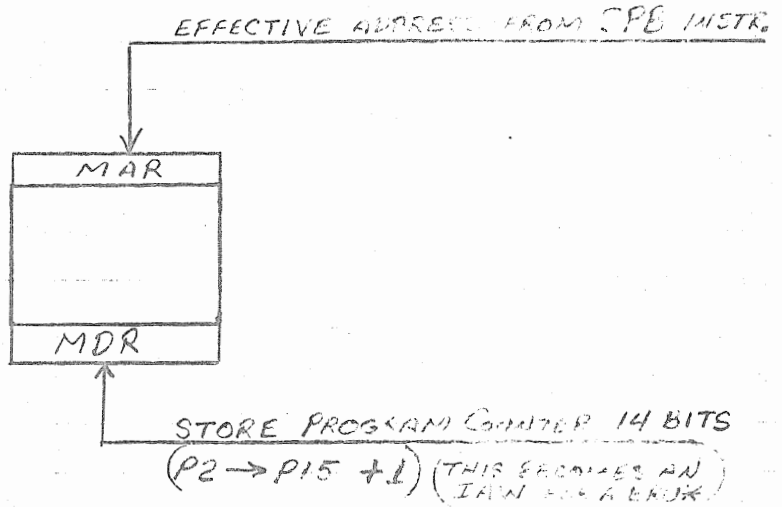 EFFECTIVE ADDRESS FROM SPB INSTR.
MAR
MDR
STORE PROGRAM COUNTER 14 BITS
(P2 → P15 +1) (THIS BECOMES AN
IAW FOR A BRUK)